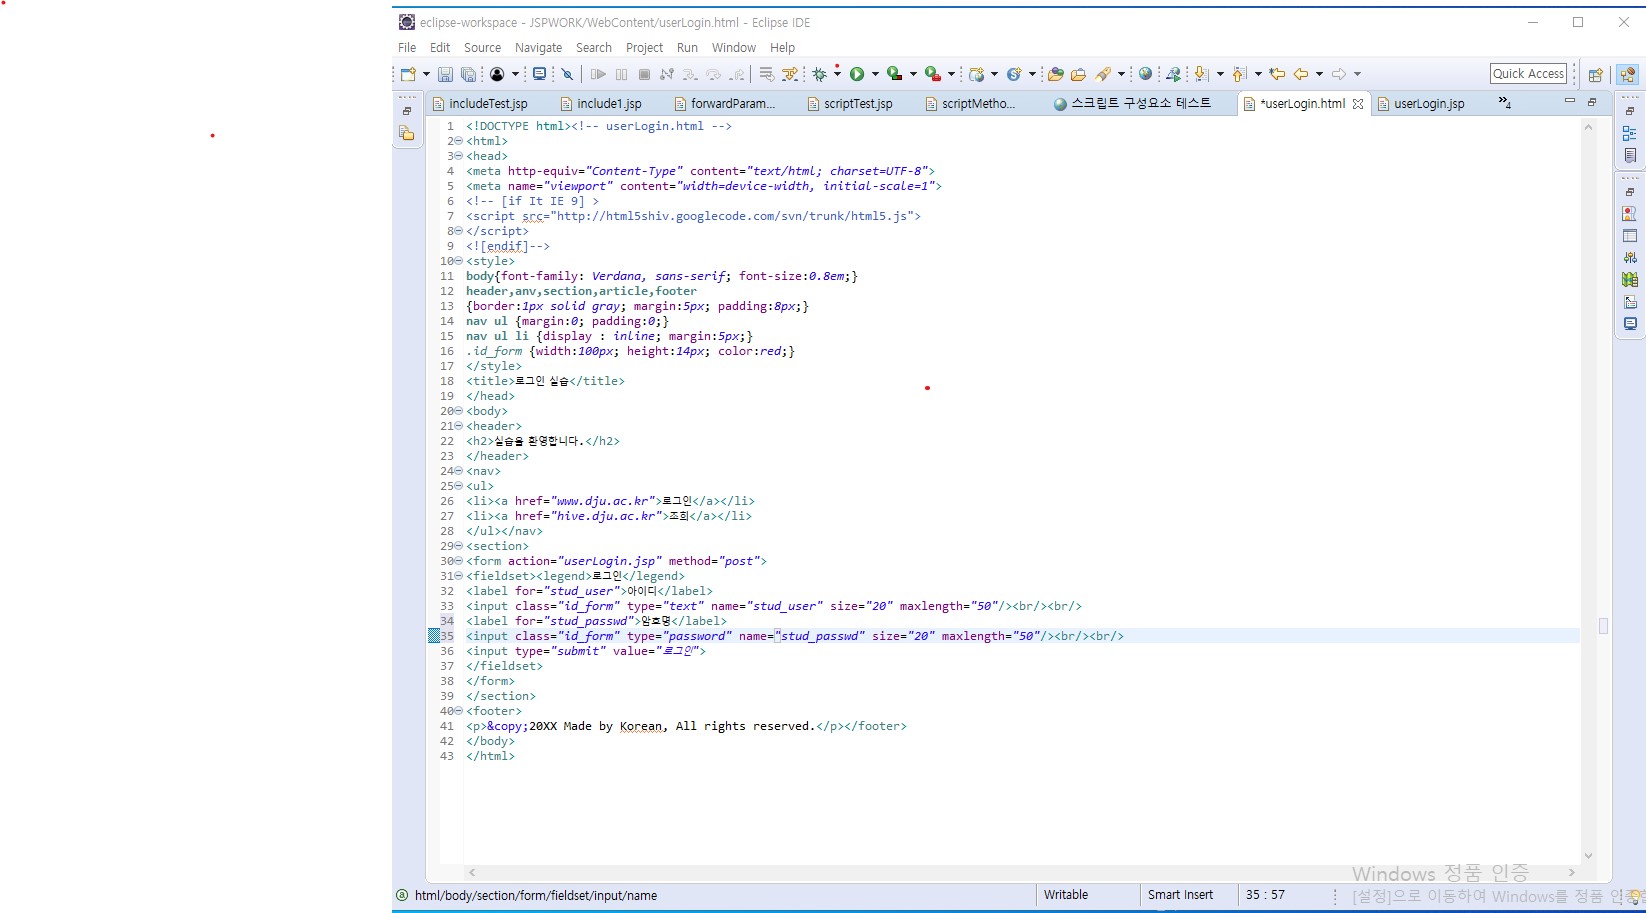 eclipse-workspace - JSPWORK/WebContent/userLogin.html - Eclipse IDE
File Edit Source Navigate Search Project Run Window Help
Quick Access
includeTest.jsp include1.jsp forwardParam... scriptTest.jsp scriptMetho... 스크립트 구성요소 테스트 *userLogin.html userLogin.jsp »4
1 <!DOCTYPE html><!-- userLogin.html -->
2 <html>
3 <head>
4 <meta http-equiv="Content-Type" content="text/html; charset=UTF-8">
5 <meta name="viewport" content="width=device-width, initial-scale=1">
6 <!-- [if It IE 9] >
7 <script src="http://html5shiv.googlecode.com/svn/trunk/html5.js">
8 </script>
9 <![endif]-->
10 <style>
11 body{font-family: Verdana, sans-serif; font-size:0.8em;}
12 header,anv,section,article,footer
13 {border:1px solid gray; margin:5px; padding:8px;}
14 nav ul {margin:0; padding:0;}
15 nav ul li {display : inline; margin:5px;}
16 .id_form {width:100px; height:14px; color:red;}
17 </style>
18 <title>로그인 실습</title>
19 </head>
20 <body>
21 <header>
22 <h2>실습을 환영합니다.</h2>
23 </header>
24 <nav>
25 <ul>
26 <li><a href="www.dju.ac.kr">로그인</a></li>
27 <li><a href="hive.dju.ac.kr">조회</a></li>
28 </ul></nav>
29 <section>
30 <form action="userLogin.jsp" method="post">
31 <fieldset><legend>로그인</legend>
32 <label for="stud_user">아이디</label>
33 <input class="id_form" type="text" name="stud_user" size="20" maxlength="50"/><br/><br/>
34 <label for="stud_passwd">암호명</label>
35 <input class="id_form" type="password" name="stud_passwd" size="20" maxlength="50"/><br/><br/>
36 <input type="submit" value="로그인">
37 </fieldset>
38 </form>
39 </section>
40 <footer>
41 <p>&copy;20XX Made by Korean, All rights reserved.</p></footer>
42 </body>
43 </html>
Windows 정품 인증
[설정]으로 이동하여 Windows를 정품 인증
html/body/section/form/fieldset/input/name Writable Smart Insert 35 : 57